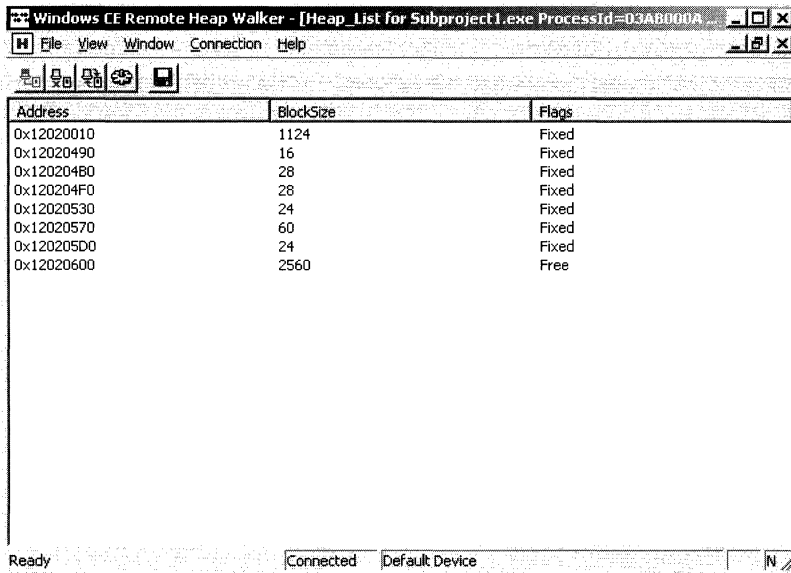 Windows CE Remote Heap Walker - [Heap_List for Subproject1.exe ProcessId=03AB000A ...
H File View Window Connection Help
Address BlockSize Flags
0x12020010 1124 Fixed
0x12020490 16 Fixed
0x120204B0 28 Fixed
0x120204F0 28 Fixed
0x12020530 24 Fixed
0x12020570 60 Fixed
0x120205D0 24 Fixed
0x12020600 2560 Free
Ready Connected Default Device N